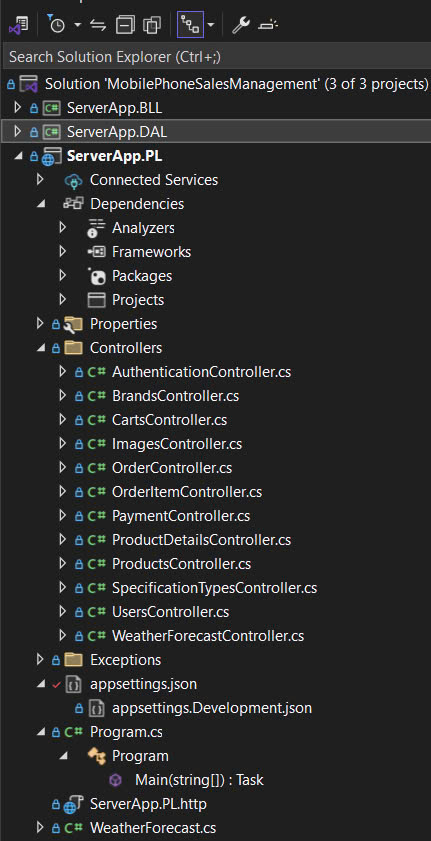 Search Solution Explorer (Ctrl+;)
Solution 'MobilePhoneSalesManagement' (3 of 3 projects)
C# ServerApp.BLL
C# ServerApp.DAL
ServerApp.PL
Connected Services
Dependencies
Analyzers
Frameworks
Packages
Projects
Properties
Controllers
C# AuthenticationController.cs
C# BrandsController.cs
C# CartsController.cs
C# ImagesController.cs
C# OrderController.cs
C# OrderItemController.cs
C# PaymentController.cs
C# ProductDetailsController.cs
C# ProductsController.cs
C# SpecificationTypesController.cs
C# UsersController.cs
C# WeatherForecastController.cs
Exceptions
appsettings.json
appsettings.Development.json
C# Program.cs
Program
Main(string[]) : Task
ServerApp.PL.http
C# WeatherForecast.cs